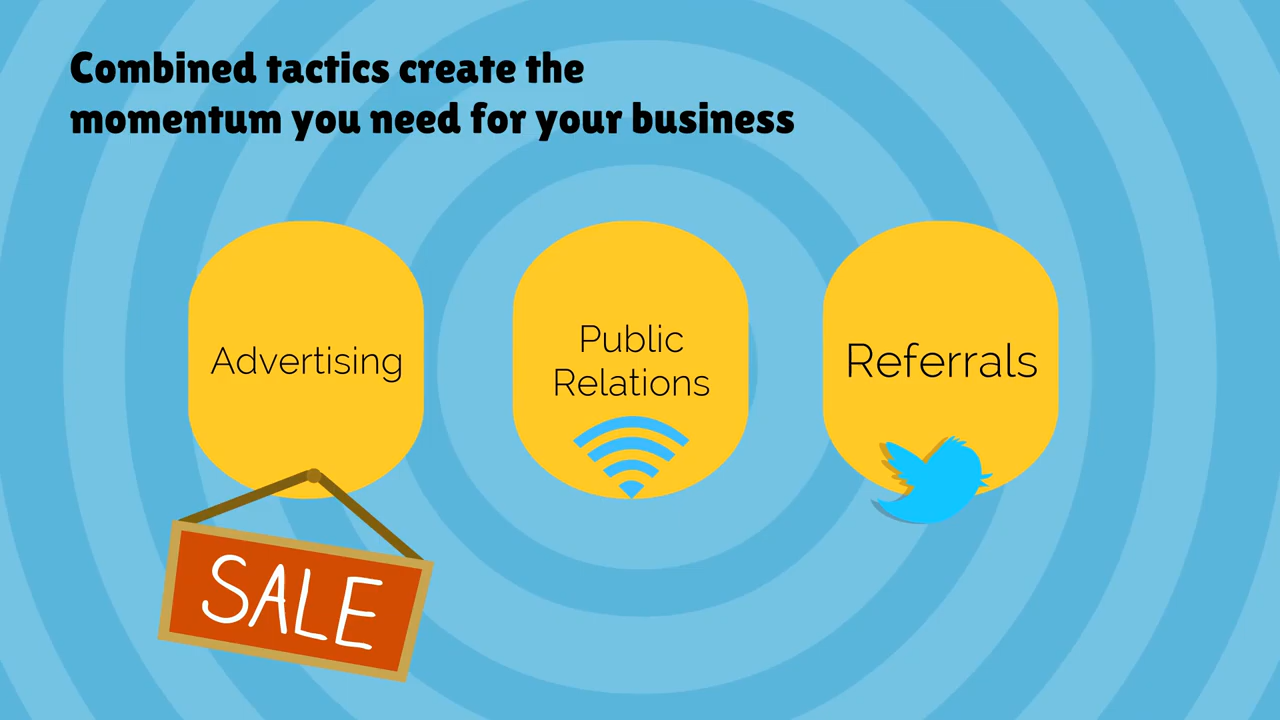 Combined tactics create the
momentum you need for your business
Advertising
Public
Relations
Referrals
SALE